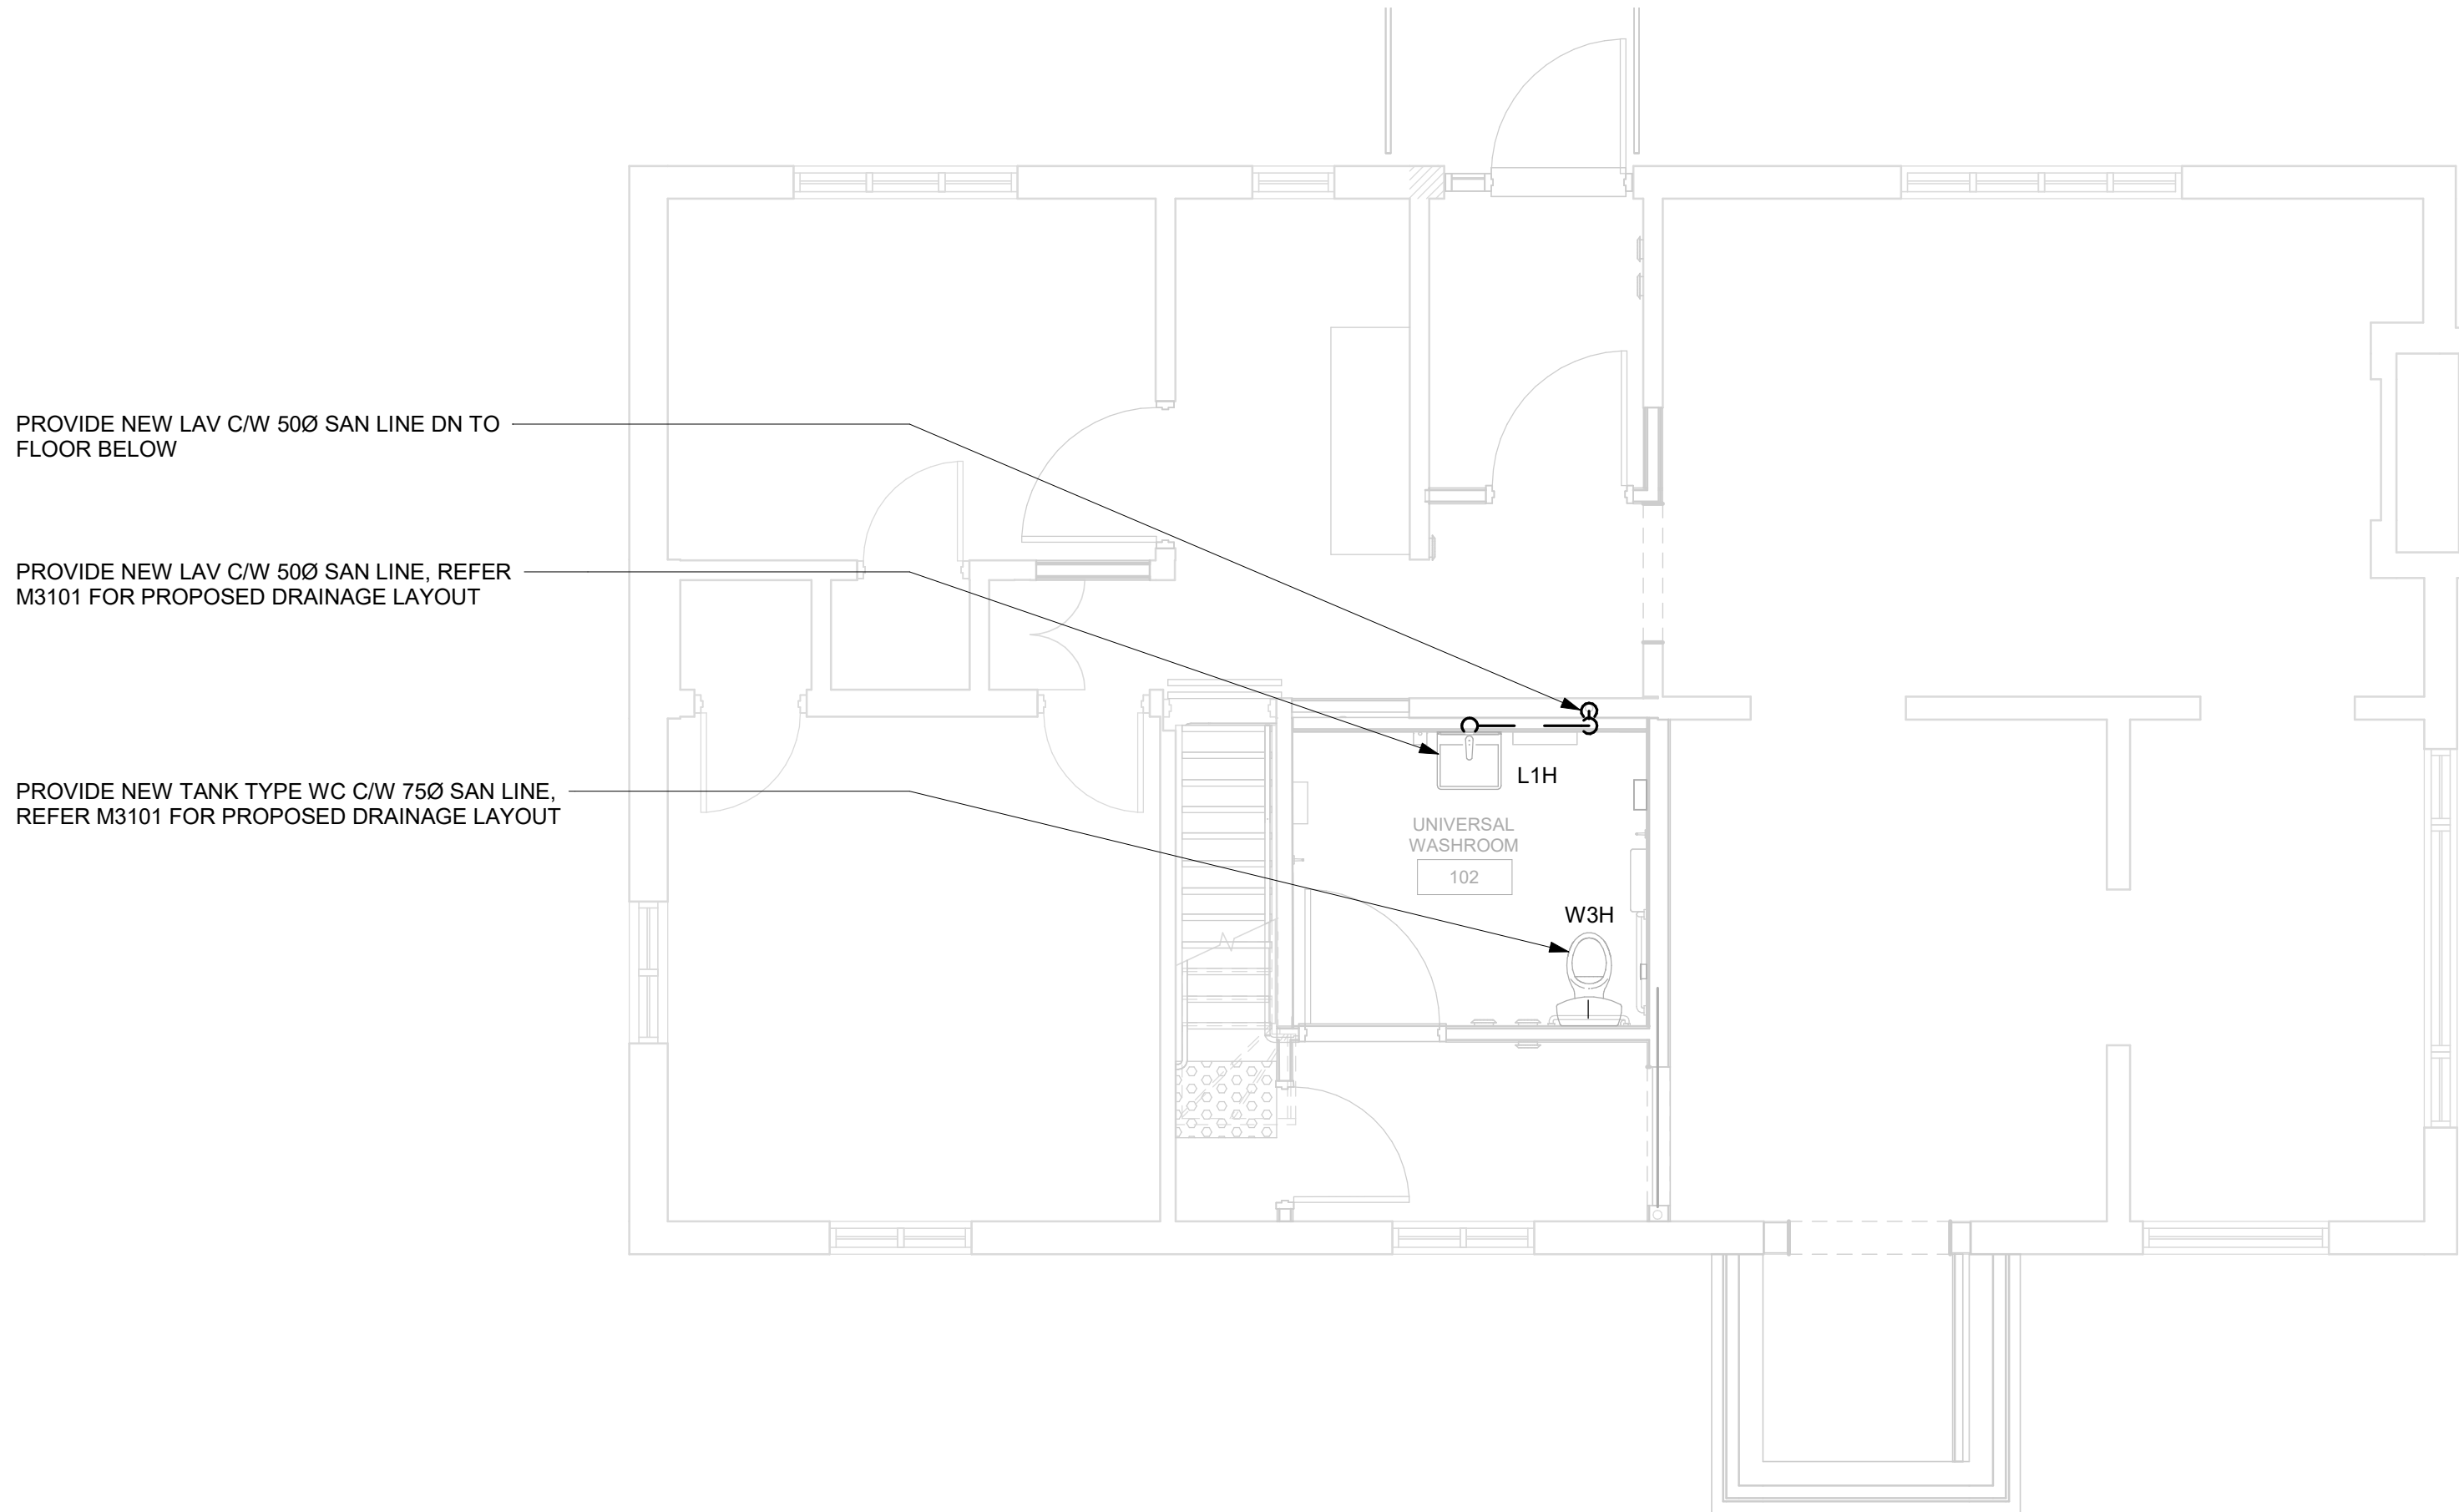 PROVIDE NEW LAV C/W 50Ø SAN LINE DN TO
FLOOR BELOW
PROVIDE NEW LAV C/W 50Ø SAN LINE, REFER
M3101 FOR PROPOSED DRAINAGE LAYOUT
PROVIDE NEW TANK TYPE WC C/W 75Ø SAN LINE,
REFER M3101 FOR PROPOSED DRAINAGE LAYOUT
L1H
UNIVERSAL
WASHROOM
102
W3H